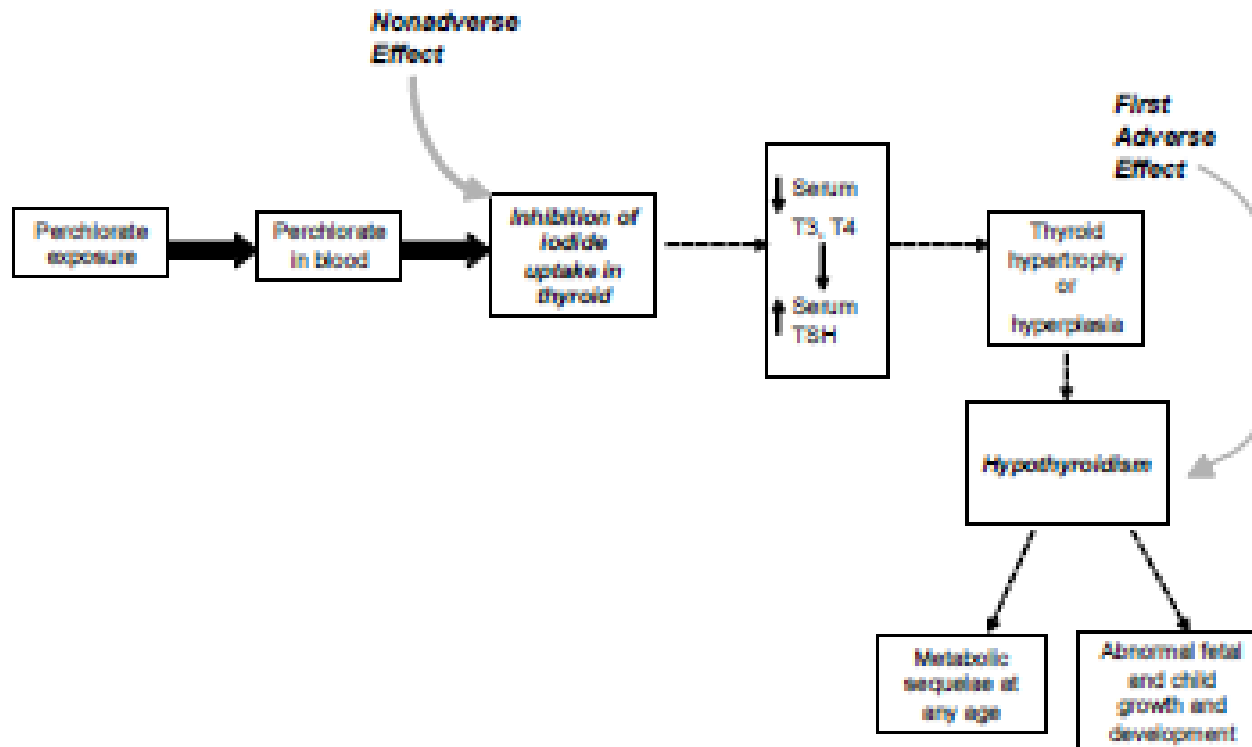 Nonadverse
Effect
First
Adverse
Effect
Perchlorate
exposure
Perchlorate
in blood
Inhibition of
iodide
uptake in
thyroid
Serum
T3, T4
Serum
TSH
Thyroid
hypertrophy
or
hyperplasia
Hypothyroidism
Metabolic
sequelae at
any age
Abnormal fetal
and child
growth and
development